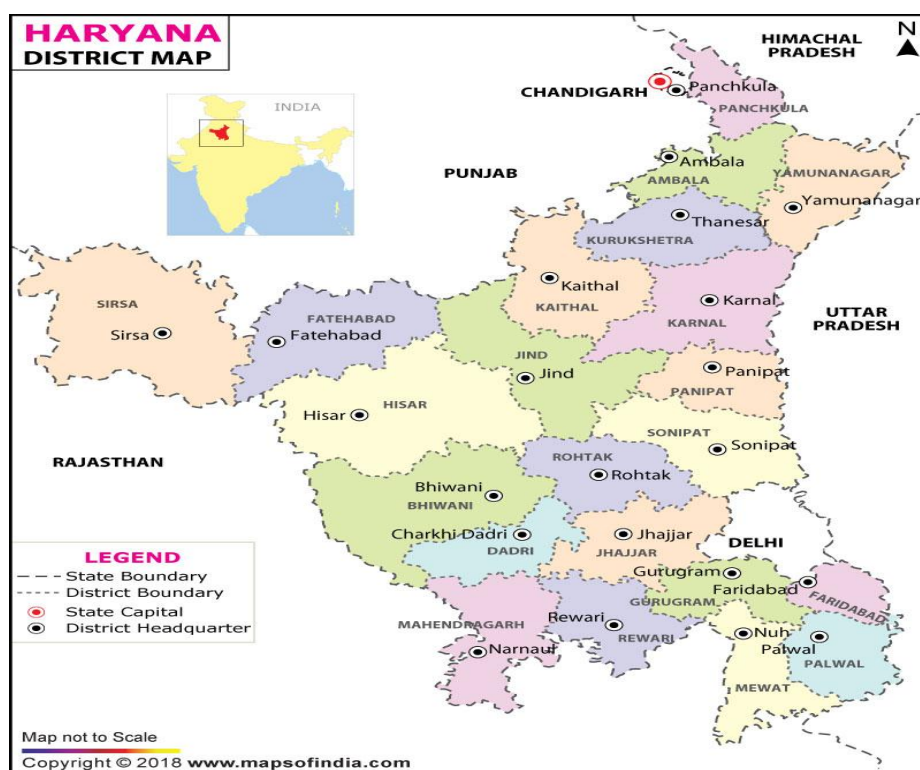 HARYANA
DISTRICT MAP
N
HIMACHAL
PRADESH
INDIA
CHANDIGARH
Panchkula
PANCHKULA
PUNJAB
Ambala
AMBALA
YAMUNANAGAR
Yamunanagar
Thanesar
KURUKSHETRA
Kaithal
KAITHAL
Karnal
KARNAL
UTTAR
PRADESH
SIRSA
Sirsa
FATEHABAD
Fatehabad
JIND
Jind
Panipat
PANIPAT
HISAR
Hisar
SONIPAT
Sonipat
RAJASTHAN
ROHTAK
Rohtak
Bhiwani
BHIWANI
Charkhi Dadri
DADRI
Jhajjar
JHAJJAR
DELHI
Gurugram
GURUGRAM
Faridabad
FARIDABAD
MAHENDRAGARH
Narnaul
Rewari
REWARI
Nuh
MEWAT
Palwal
PALWAL
LEGEND
State Boundary
District Boundary
State Capital
District Headquarter
Map not to Scale
Copyright © 2018 www.mapsofindia.com